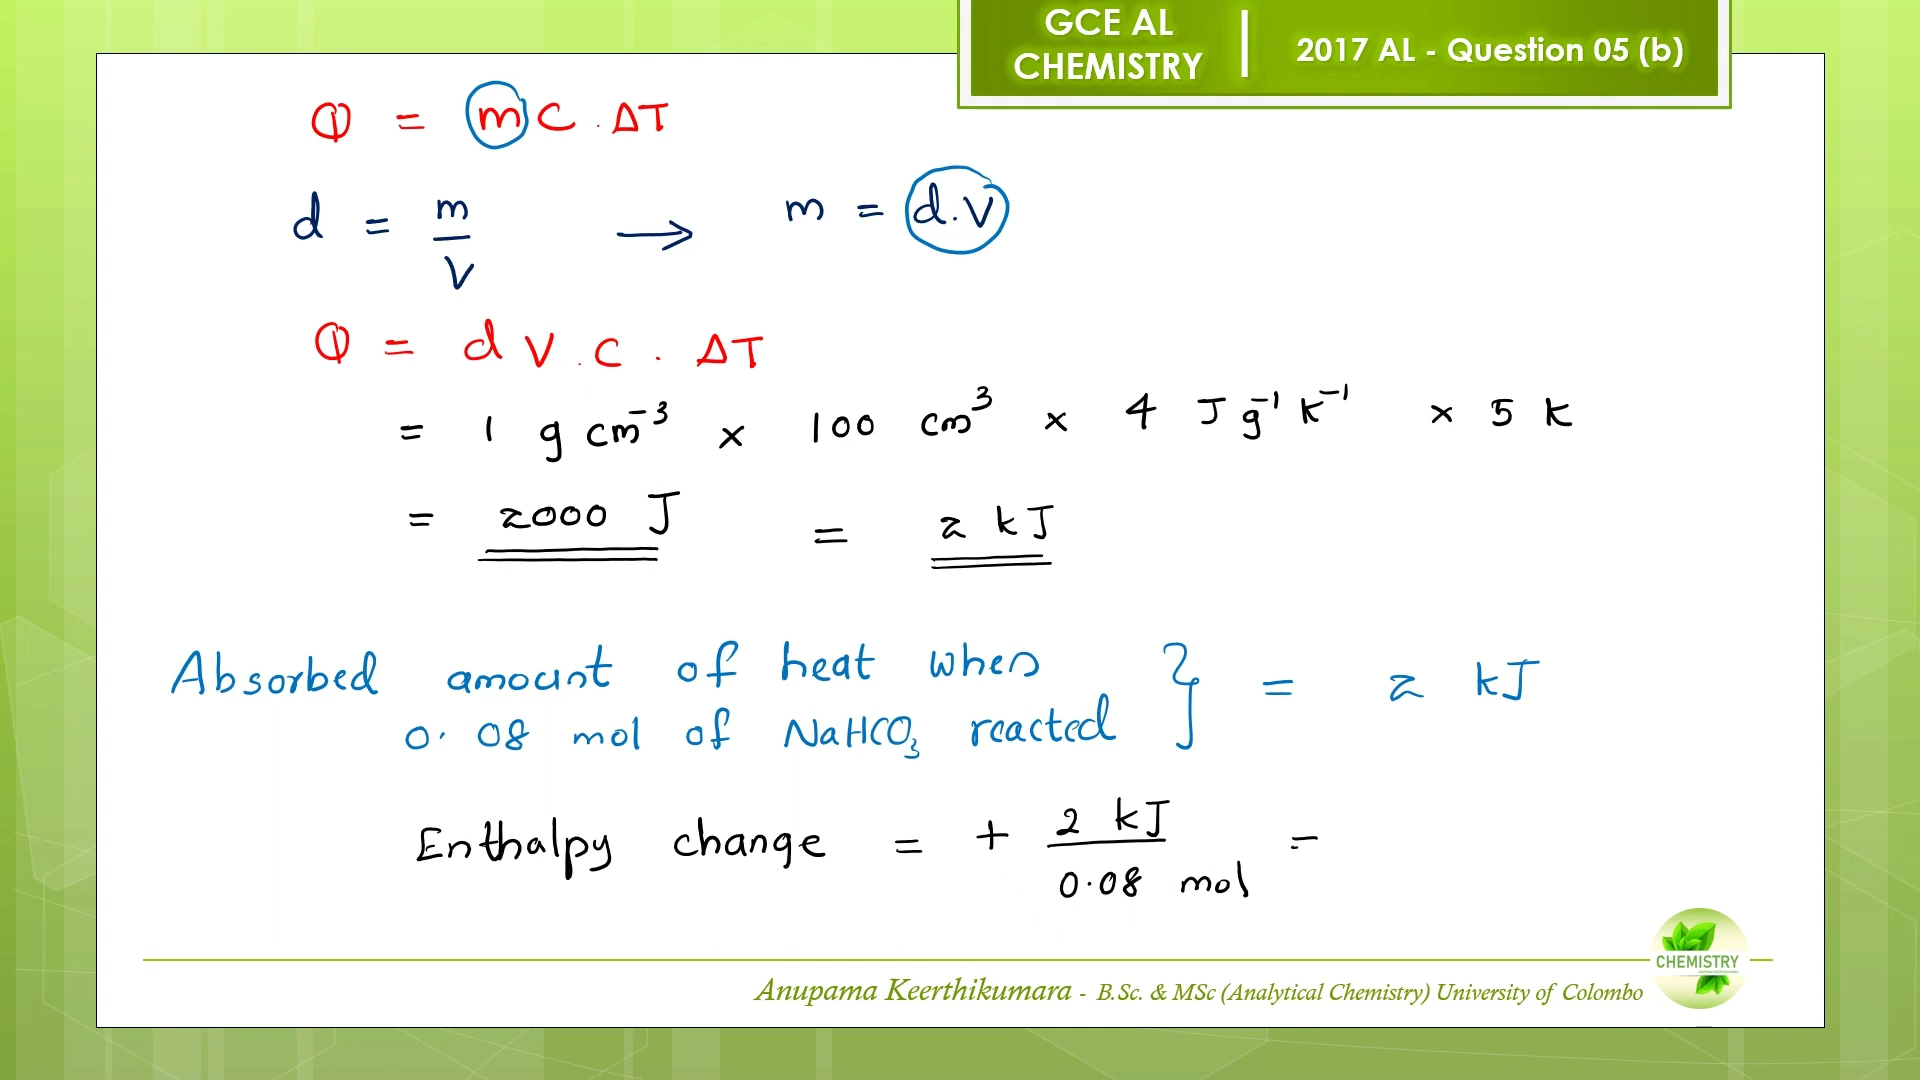 GCE AL
CHEMISTRY
2017 AL - Question 05 (b)
Q = m C . ΔT
d = m/V → m = d.V
Q = d V . C . ΔT
= 1 g cm⁻³ × 100 cm³ × 4 J g⁻¹ K⁻¹ × 5 K
= 2000 J = 2 kJ
Absorbed amount of heat when
0.08 mol of NaHCO₃ reacted } = 2 kJ
Enthalpy change = + 2 kJ / 0.08 mol =
CHEMISTRY
Anupama Keerthikumara - B.Sc. & MSc (Analytical Chemistry) University of Colombo